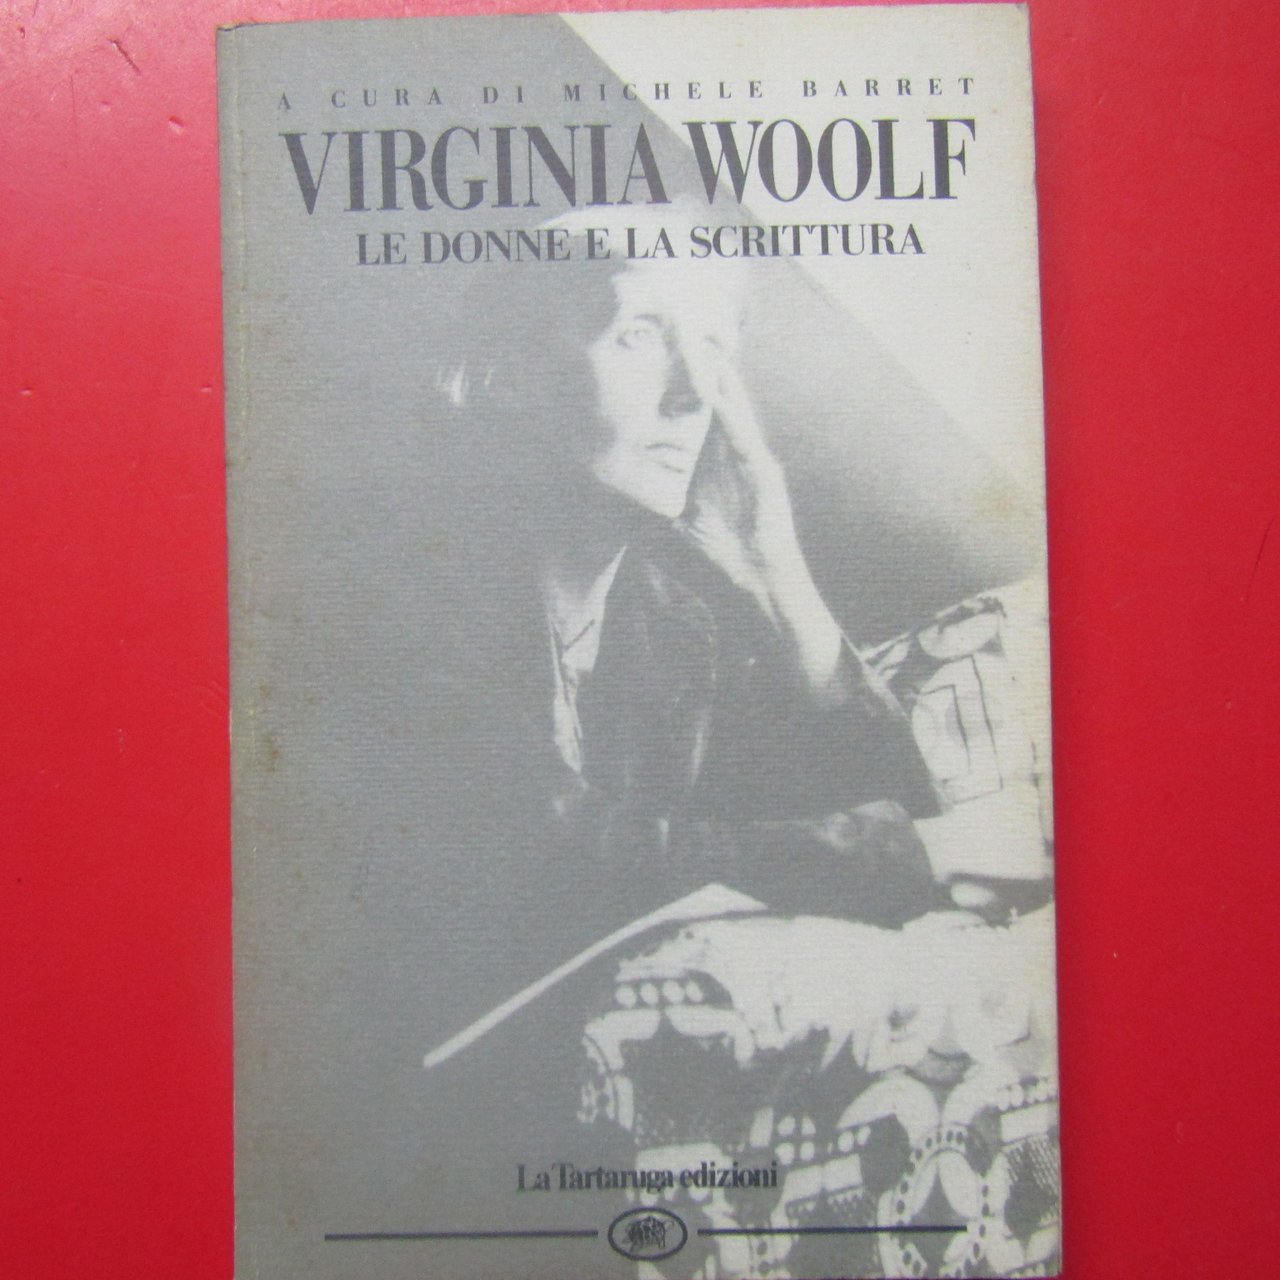 A CURA DI MICHELE BARRET
VIRGINIA WOOLF
LE DONNE E LA SCRITTURA
La Tartaruga edizioni